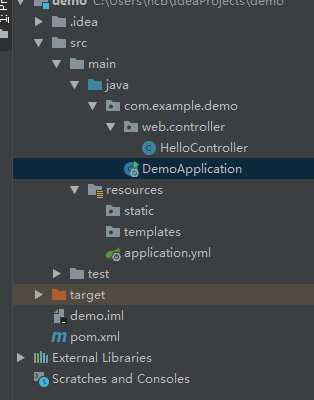 demo C:\Users\hcb\IdeaProjects\demo
.idea
src
main
java
com.example.demo
web.controller
HelloController
DemoApplication
resources
static
templates
application.yml
test
target
demo.iml
pom.xml
External Libraries
Scratches and Consoles